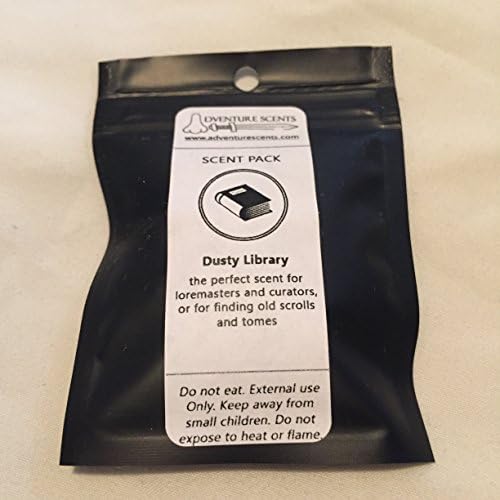 ADVENTURE SCENTS
www.adventurescents.com
SCENT PACK
Dusty Library
the perfect scent for
loremasters and curators,
or for finding old scrolls
and tomes
Do not eat. External use
Only. Keep away from
small children. Do not
expose to heat or flame